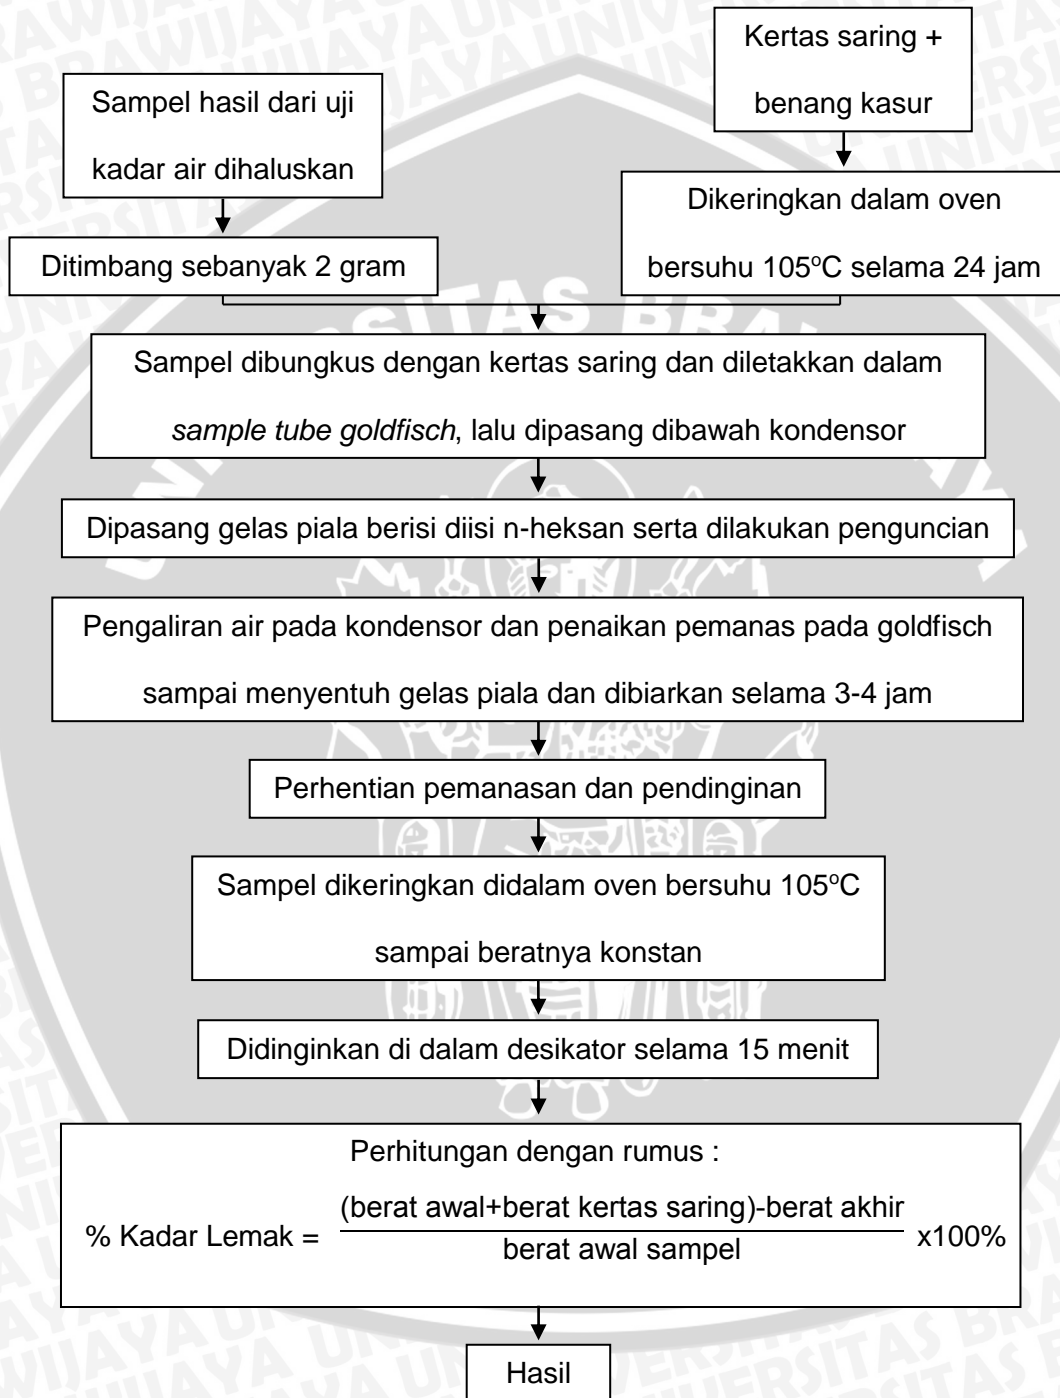 Kertas saring +
benang kasur
Sampel hasil dari uji
kadar air dihaluskan
Dikeringkan dalam oven
bersuhu 105°C selama 24 jam
Ditimbang sebanyak 2 gram
Sampel dibungkus dengan kertas saring dan diletakkan dalam
sample tube goldfisch, lalu dipasang dibawah kondensor
Dipasang gelas piala berisi diisi n-heksan serta dilakukan penguncian
Pengaliran air pada kondensor dan penaikan pemanas pada goldfisch
sampai menyentuh gelas piala dan dibiarkan selama 3-4 jam
Perhentian pemanasan dan pendinginan
Sampel dikeringkan didalam oven bersuhu 105°C
sampai beratnya konstan
Didinginkan di dalam desikator selama 15 menit
Perhitungan dengan rumus :
(berat awal+berat kertas saring)-berat akhir
% Kadar Lemak = x100%
berat awal sampel
Hasil